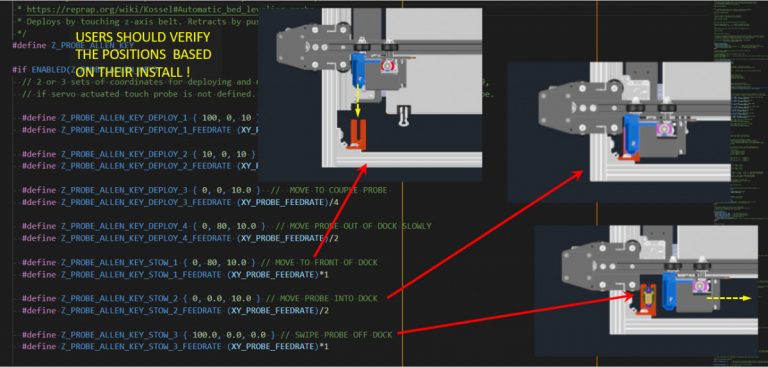 * https://reprap.org/wiki/Kossel#Automatic_bed_leveling_probe
* Deploys by touching z-axis belt. Retracts by pus
*/
USERS SHOULD VERIFY
THE POSITIONS BASED
ON THEIR INSTALL !
#define Z_PROBE_ALLEN_KEY
#if ENABLED(Z_
// 2 or 3 sets of coordinates for deploying and
// if servo actuated touch probe is not defined.
#define Z_PROBE_ALLEN_KEY_DEPLOY_1 { 100, 0, 10
#define Z_PROBE_ALLEN_KEY_DEPLOY_1_FEEDRATE (XY_
#define Z_PROBE_ALLEN_KEY_DEPLOY_2 { 10, 0, 10 }
#define Z_PROBE_ALLEN_KEY_DEPLOY_2_FEEDRATE (XY_
#define Z_PROBE_ALLEN_KEY_DEPLOY_3 { 0, 0, 10.0 } // MOVE TO COUPLE PROBE
#define Z_PROBE_ALLEN_KEY_DEPLOY_3_FEEDRATE (XY_PROBE_FEEDRATE)/4
#define Z_PROBE_ALLEN_KEY_DEPLOY_4 { 0, 80, 10.0 } // MOVE PROBE OUT OF DOCK SLOWLY
#define Z_PROBE_ALLEN_KEY_DEPLOY_4_FEEDRATE (XY_PROBE_FEEDRATE)/2
#define Z_PROBE_ALLEN_KEY_STOW_1 { 0, 80, 10.0 } // MOVE TO FRONT OF DOCK
#define Z_PROBE_ALLEN_KEY_STOW_1_FEEDRATE (XY_PROBE_FEEDRATE)*1
#define Z_PROBE_ALLEN_KEY_STOW_2 { 0, 0.0, 10.0 } // MOVE PROBE INTO DOCK
#define Z_PROBE_ALLEN_KEY_STOW_2_FEEDRATE (XY_PROBE_FEEDRATE)/2
#define Z_PROBE_ALLEN_KEY_STOW_3 { 100.0, 0.0, 0.0 } // SWIPE PROBE OFF DOCK
#define Z_PROBE_ALLEN_KEY_STOW_3_FEEDRATE (XY_PROBE_FEEDRATE)*1